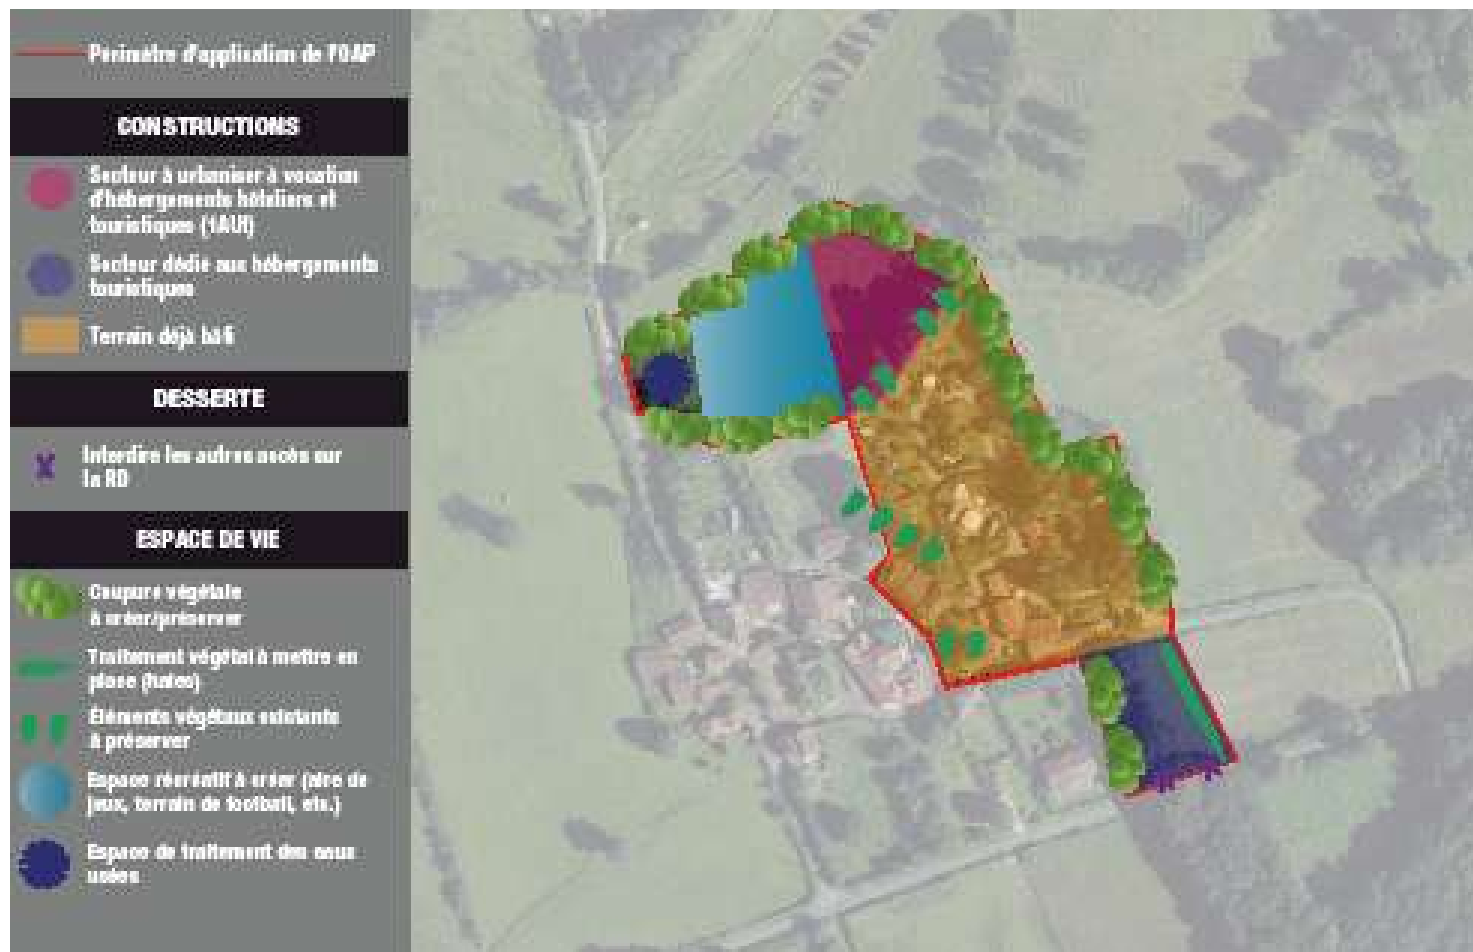 Périmètre d'application de l'OAP
CONSTRUCTIONS
Secteur à urbaniser à vocation
d'hébergements hôteliers et
touristiques (1AUt)
Secteur dédié aux hébergements
touristiques
Terrain déjà bâti
DESSERTE
Interdire les autres accès sur
la RD
ESPACE DE VIE
Coupure végétale
à créer/préserver
Traitement végétal à mettre en
place (haies)
Éléments végétaux existants
à préserver
Espace récréatif à créer (aire de
jeux, terrain de football, etc.)
Espace de traitement des eaux
usées